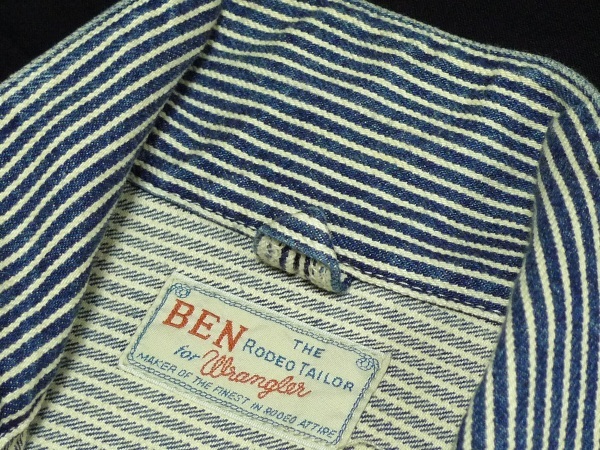 BEN THE RODEO TAILOR
for Wrangler
MAKER OF THE FINEST IN RODEO ATTIRE